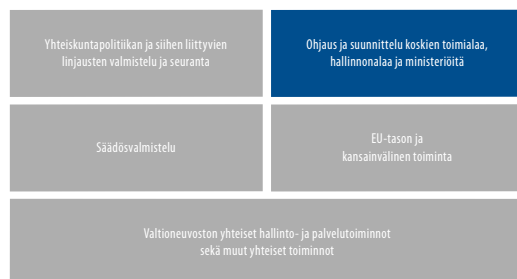 Yhteiskuntapolitiikan ja siihen liittyvien
linjausten valmistelu ja seuranta
Ohjaus ja suunnittelu koskien toimialaa,
hallinnonalaa ja ministeriöitä
Säädösvalmistelu
EU-tason ja
kansainvälinen toiminta
Valtioneuvoston yhteiset hallinto- ja palvelutoiminnot
sekä muut yhteiset toiminnot